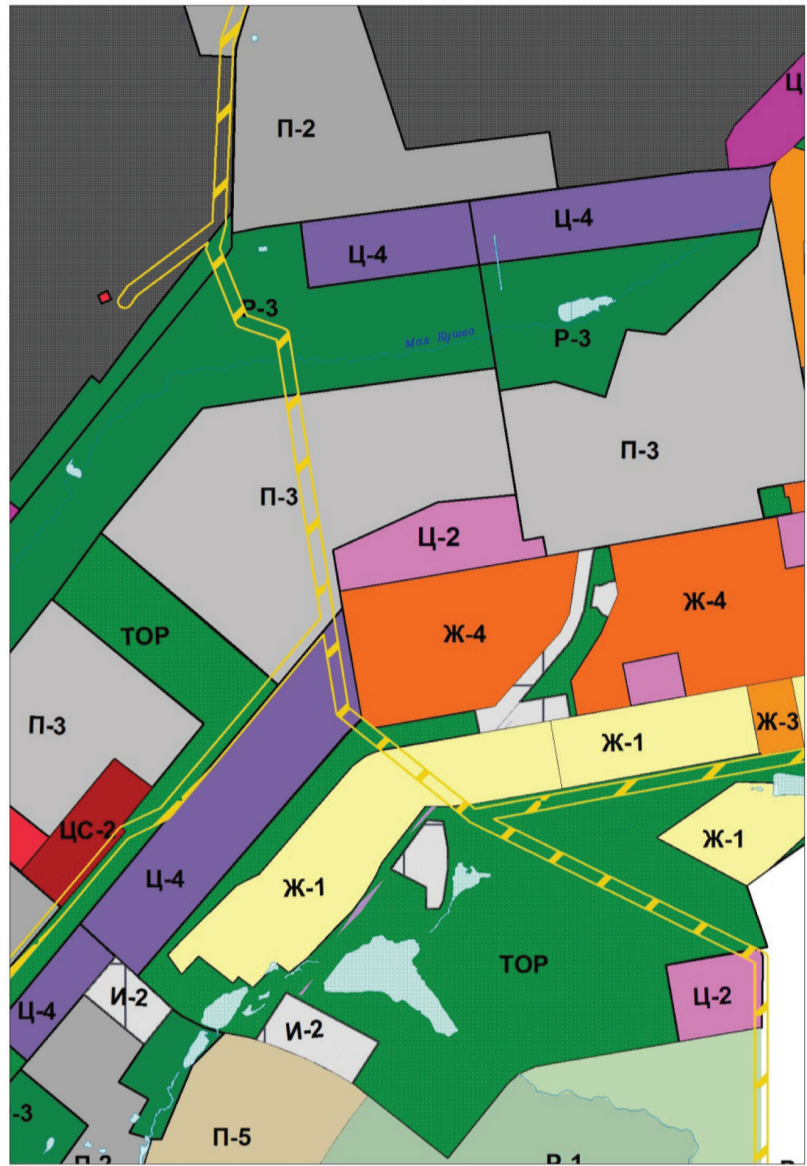 Ц
П-2
Ц-4
Ц-4
Р-3
Мал. Кушва
Р-3
П-3
П-3
Ц-2
Ж-4
Ж-4
ТОР
П-3
Ж-1
Ж-3
ЦС-2
Ж-1
Ц-4
Ж-1
ТОР
Ц-2
И-2
Ц-4
И-2
-3
П-5
П-2
Р-1